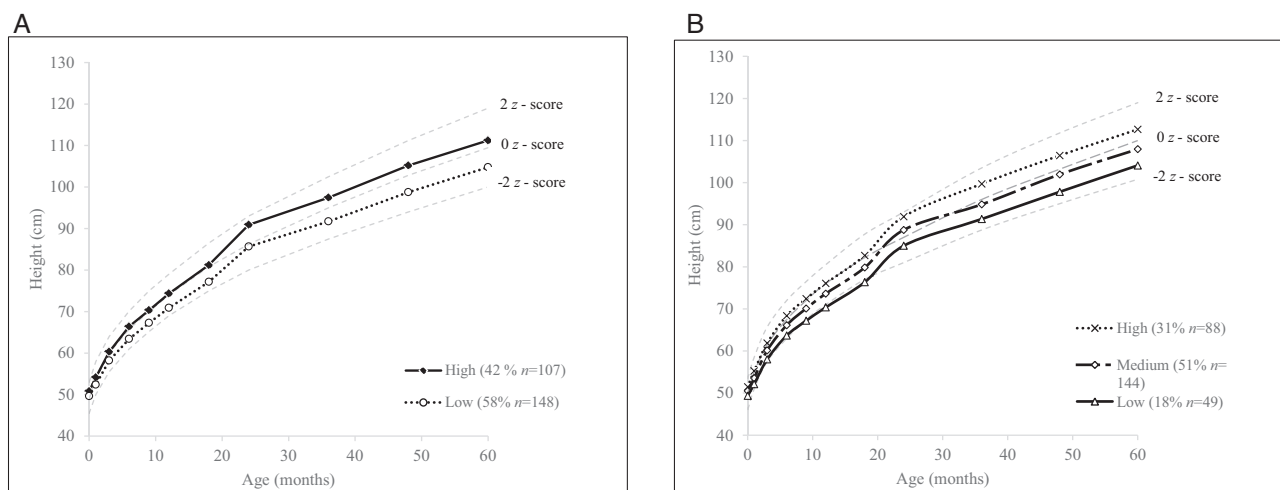 A
130
120
110
100
90
80
70
60
50
40
Height (cm)
0
10
20
30
40
50
60
Age (months)
2 z - score
0 z - score
-2 z - score
High (42 % n=107)
Low (58% n=148)
B
130
120
110
100
90
80
70
60
50
40
Height (cm)
0
10
20
30
40
50
60
Age (months)
2 z - score
0 z - score
-2 z - score
High (31% n=88)
Medium (51% n=
144)
Low (18% n=49)